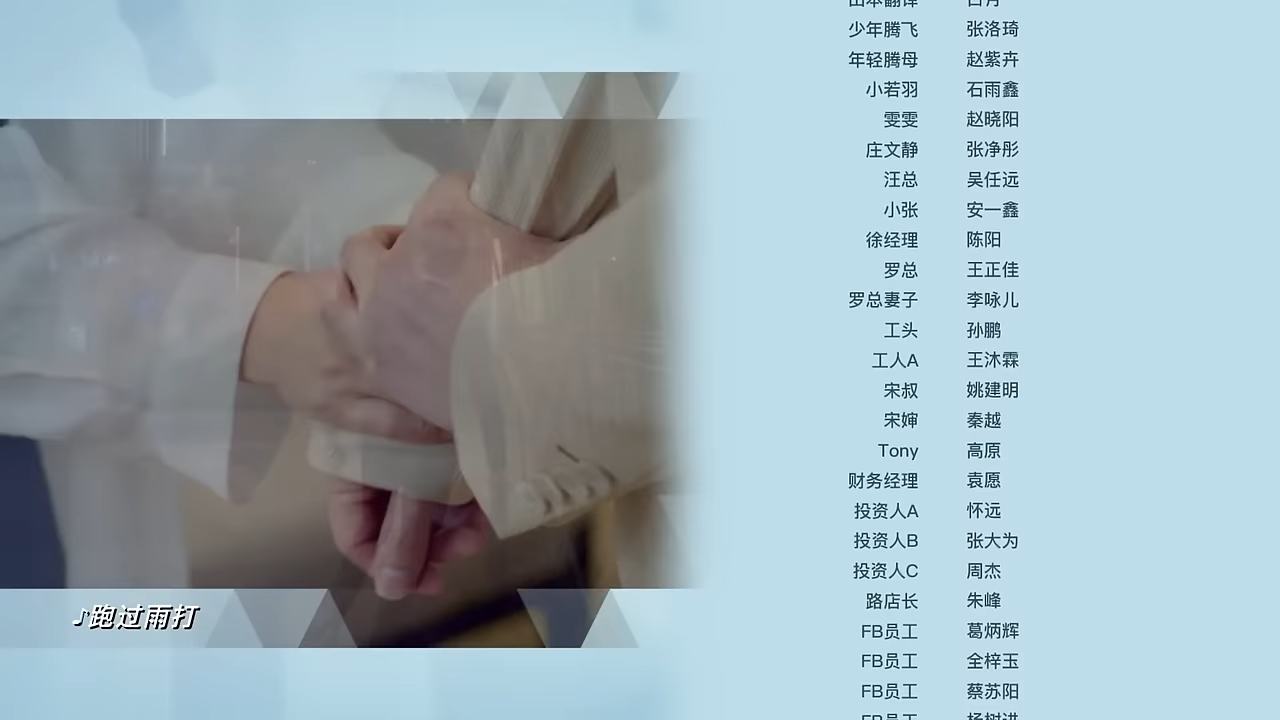 少年腾飞 张洛琦
年轻腾母 赵紫卉
小若羽 石雨鑫
雯雯 赵晓阳
庄文静 张净彤
汪总 吴任远
小张 安一鑫
徐经理 陈阳
罗总 王正佳
罗总妻子 李咏儿
工头 孙鹏
工人A 王沐霖
宋叔 姚建明
宋婶 秦越
Tony 高原
财务经理 袁愿
投资人A 怀远
投资人B 张大为
投资人C 周杰
路店长 朱峰
FB员工 葛炳辉
FB员工 全梓玉
FB员工 蔡苏阳
FB员工
♪跑过雨打